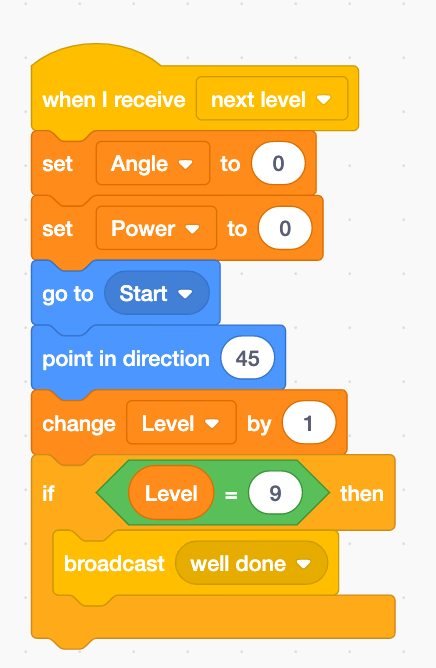 when I receive next level
set Angle to 0
set Power to 0
go to Start
point in direction 45
change Level by 1
if Level = 9 then
broadcast well done